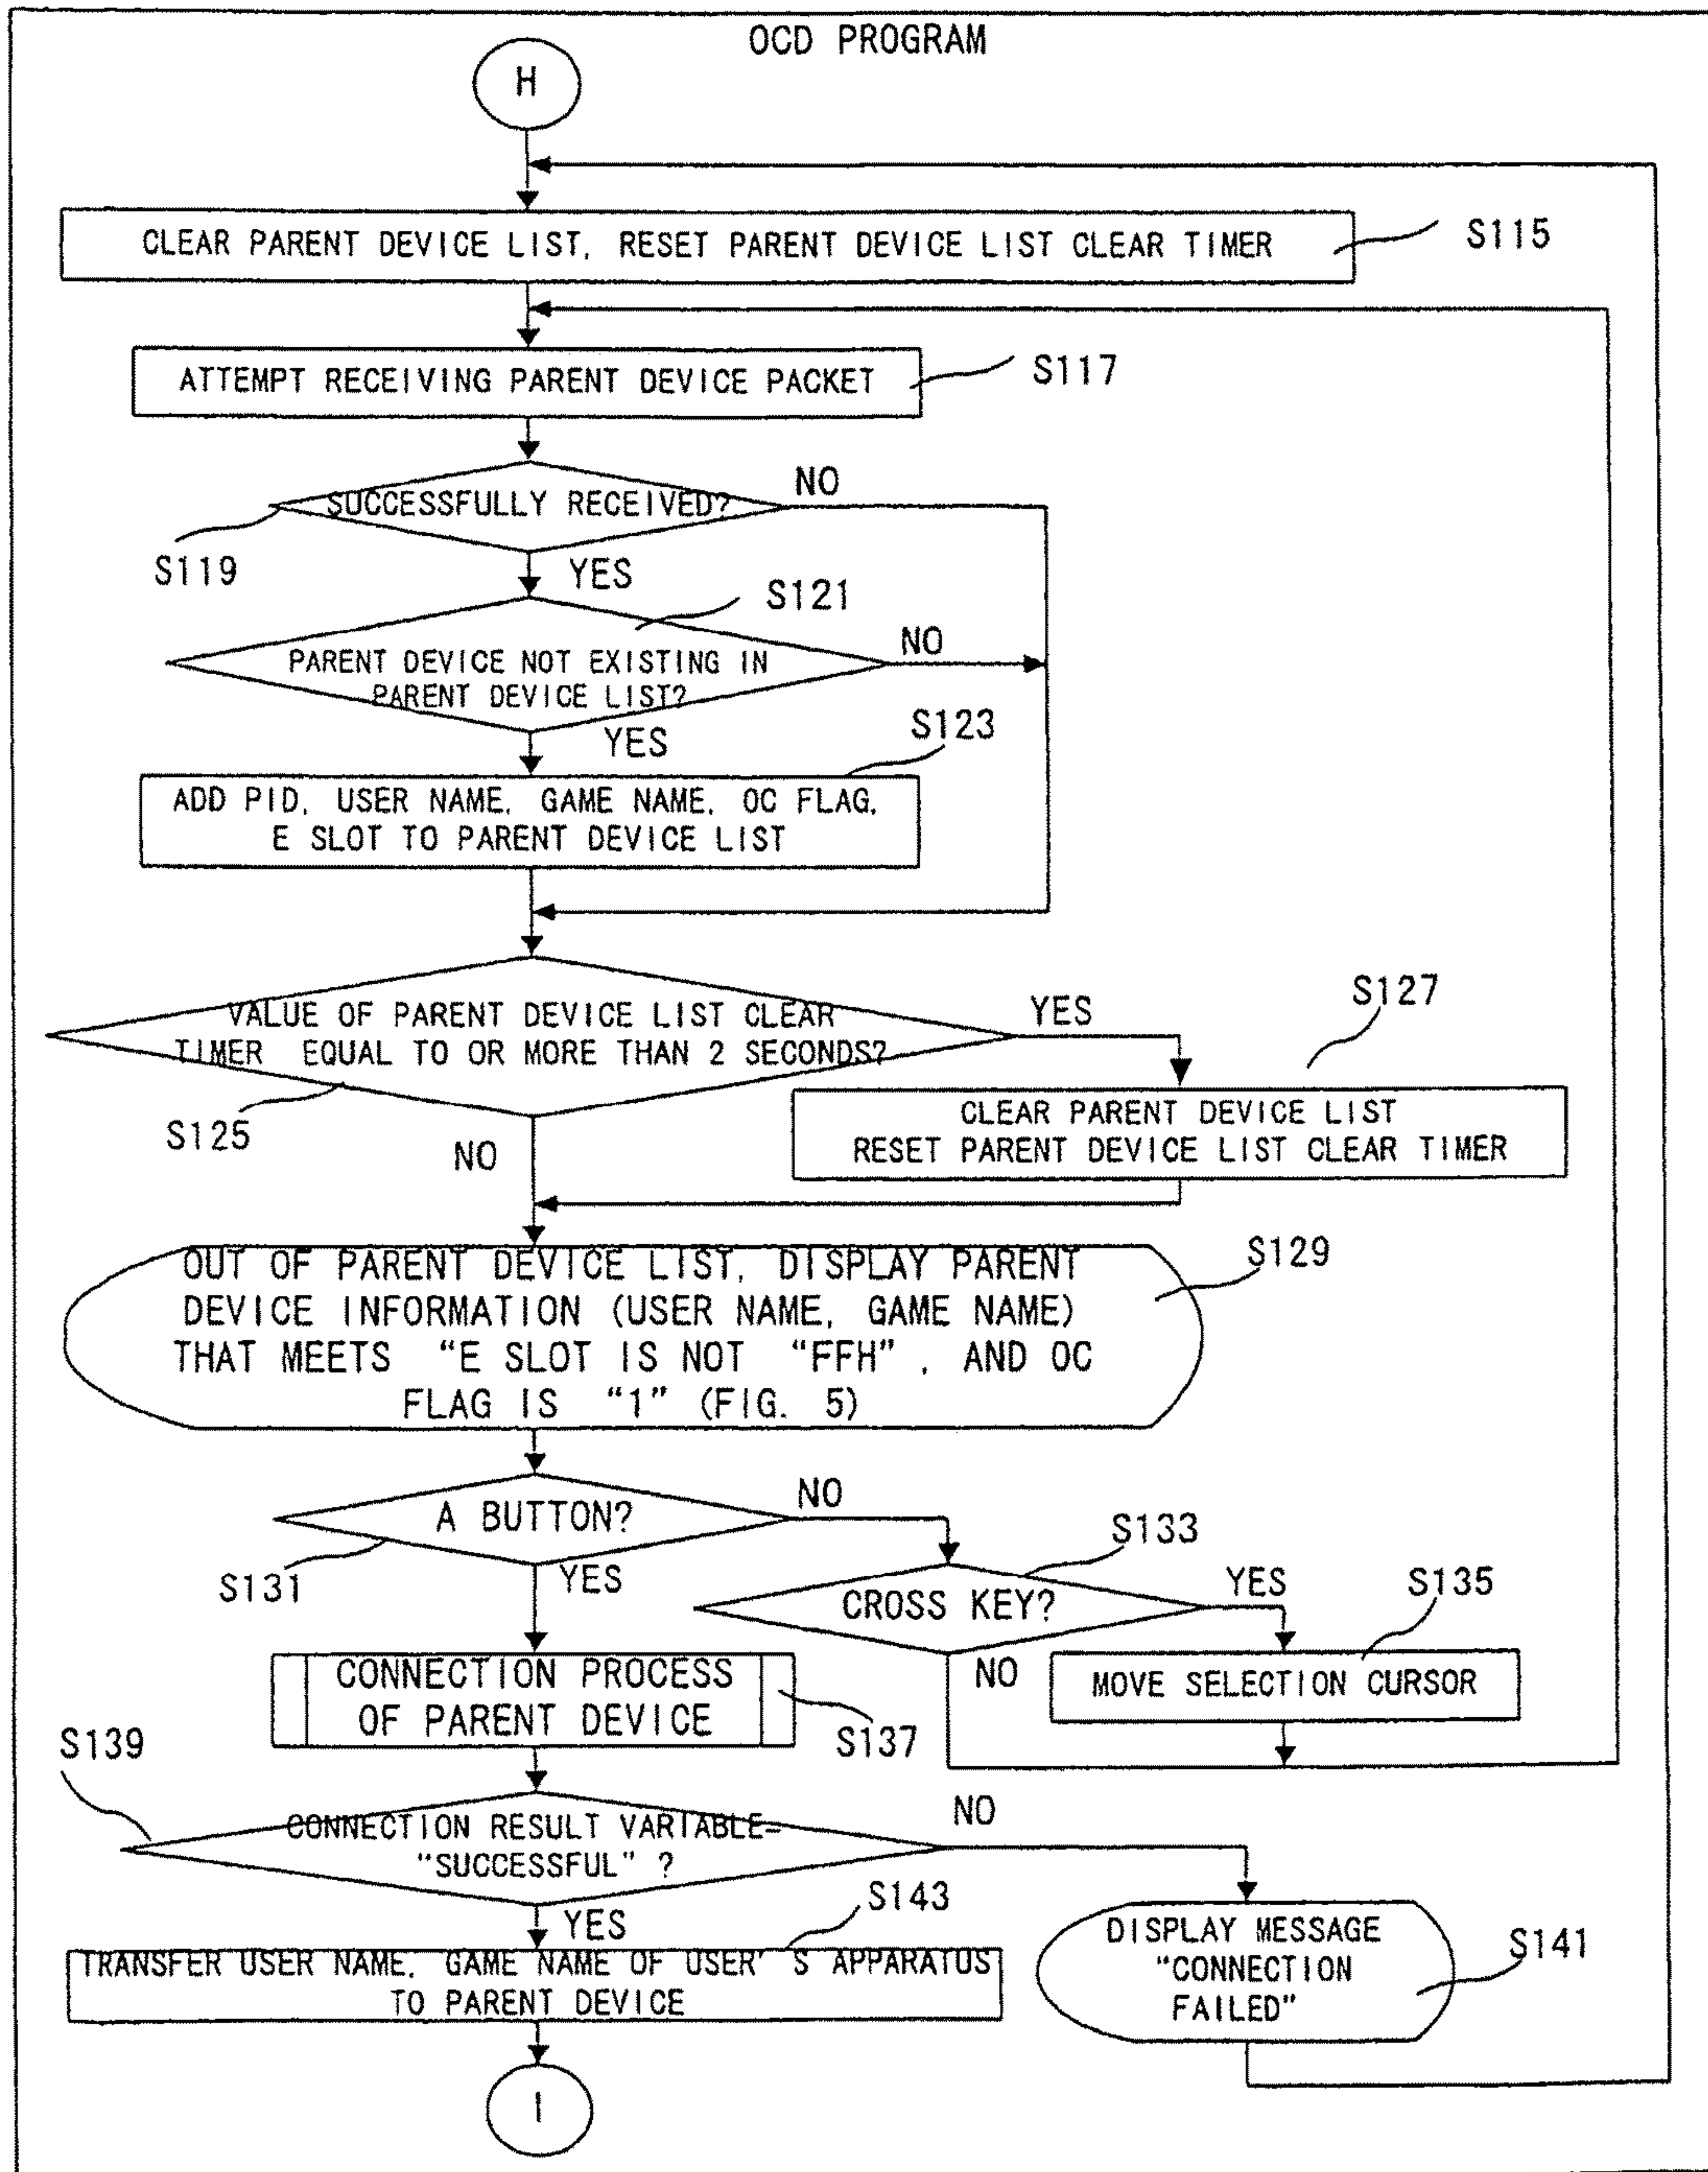 OCD PROGRAM
H
CLEAR PARENT DEVICE LIST, RESET PARENT DEVICE LIST CLEAR TIMER
S115
ATTEMPT RECEIVING PARENT DEVICE PACKET
S117
SUCCESSFULLY RECEIVED?
NO
S119
YES
S121
PARENT DEVICE NOT EXISTING IN
PARENT DEVICE LIST?
NO
YES
S123
ADD PID, USER NAME, GAME NAME, OC FLAG,
E SLOT TO PARENT DEVICE LIST
VALUE OF PARENT DEVICE LIST CLEAR
TIMER EQUAL TO OR MORE THAN 2 SECONDS?
YES
S127
S125
NO
CLEAR PARENT DEVICE LIST
RESET PARENT DEVICE LIST CLEAR TIMER
OUT OF PARENT DEVICE LIST, DISPLAY PARENT
DEVICE INFORMATION (USER NAME, GAME NAME)
THAT MEETS "E SLOT IS NOT "FFH", AND OC
FLAG IS "1" (FIG. 5)
S129
A BUTTON?
NO
S131
YES
S133
CROSS KEY?
YES
S135
NO
MOVE SELECTION CURSOR
CONNECTION PROCESS
OF PARENT DEVICE
S137
S139
CONNECTION RESULT VARIABLE=
"SUCCESSFUL" ?
NO
YES
S143
TRANSFER USER NAME, GAME NAME OF USER'S APPARATUS
TO PARENT DEVICE
DISPLAY MESSAGE
"CONNECTION
FAILED"
S141
I